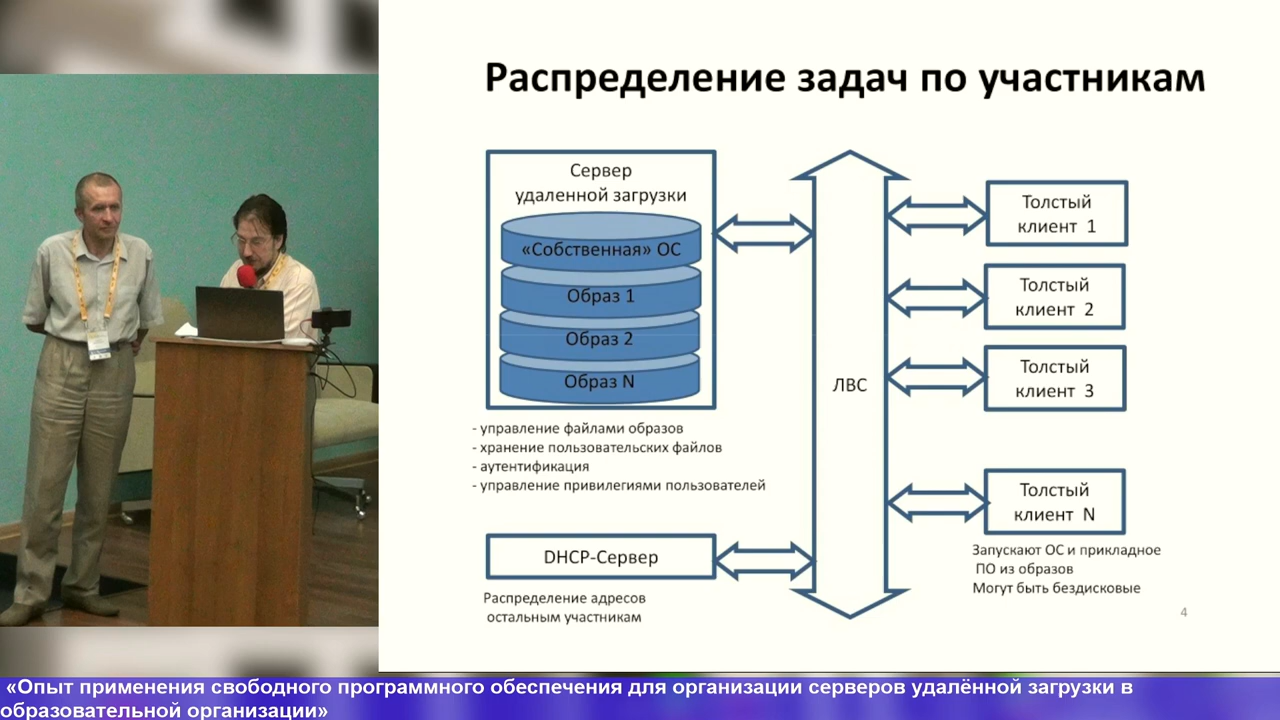 Распределение задач по участникам
Сервер
удаленной загрузки
«Собственная» ОС
Образ 1
Образ 2
Образ N
- управление файлами образов
- хранение пользовательских файлов
- аутентификация
- управление привилегиями пользователей
DHCP-Сервер
Распределение адресов
остальным участникам
ЛВС
Толстый
клиент 1
Толстый
клиент 2
Толстый
клиент 3
Толстый
клиент N
Запускают ОС и прикладное
ПО из образов
Могут быть бездисковые
4
«Опыт применения свободного программного обеспечения для организации серверов удалённой загрузки в
образовательной организации»